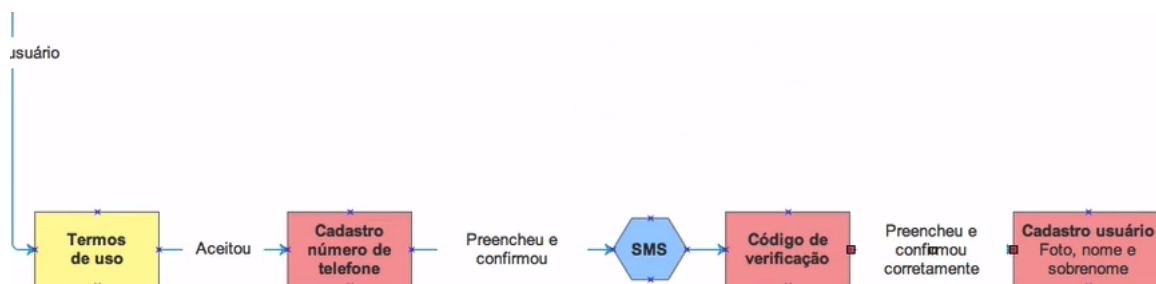 usuário
Termos
de uso
Aceitou
Cadastro
número de
telefone
Preencheu e
confirmou
SMS
Código de
verificação
Preencheu e
confirmou
corretamente
Cadastro usuário
Foto, nome e
sobrenome